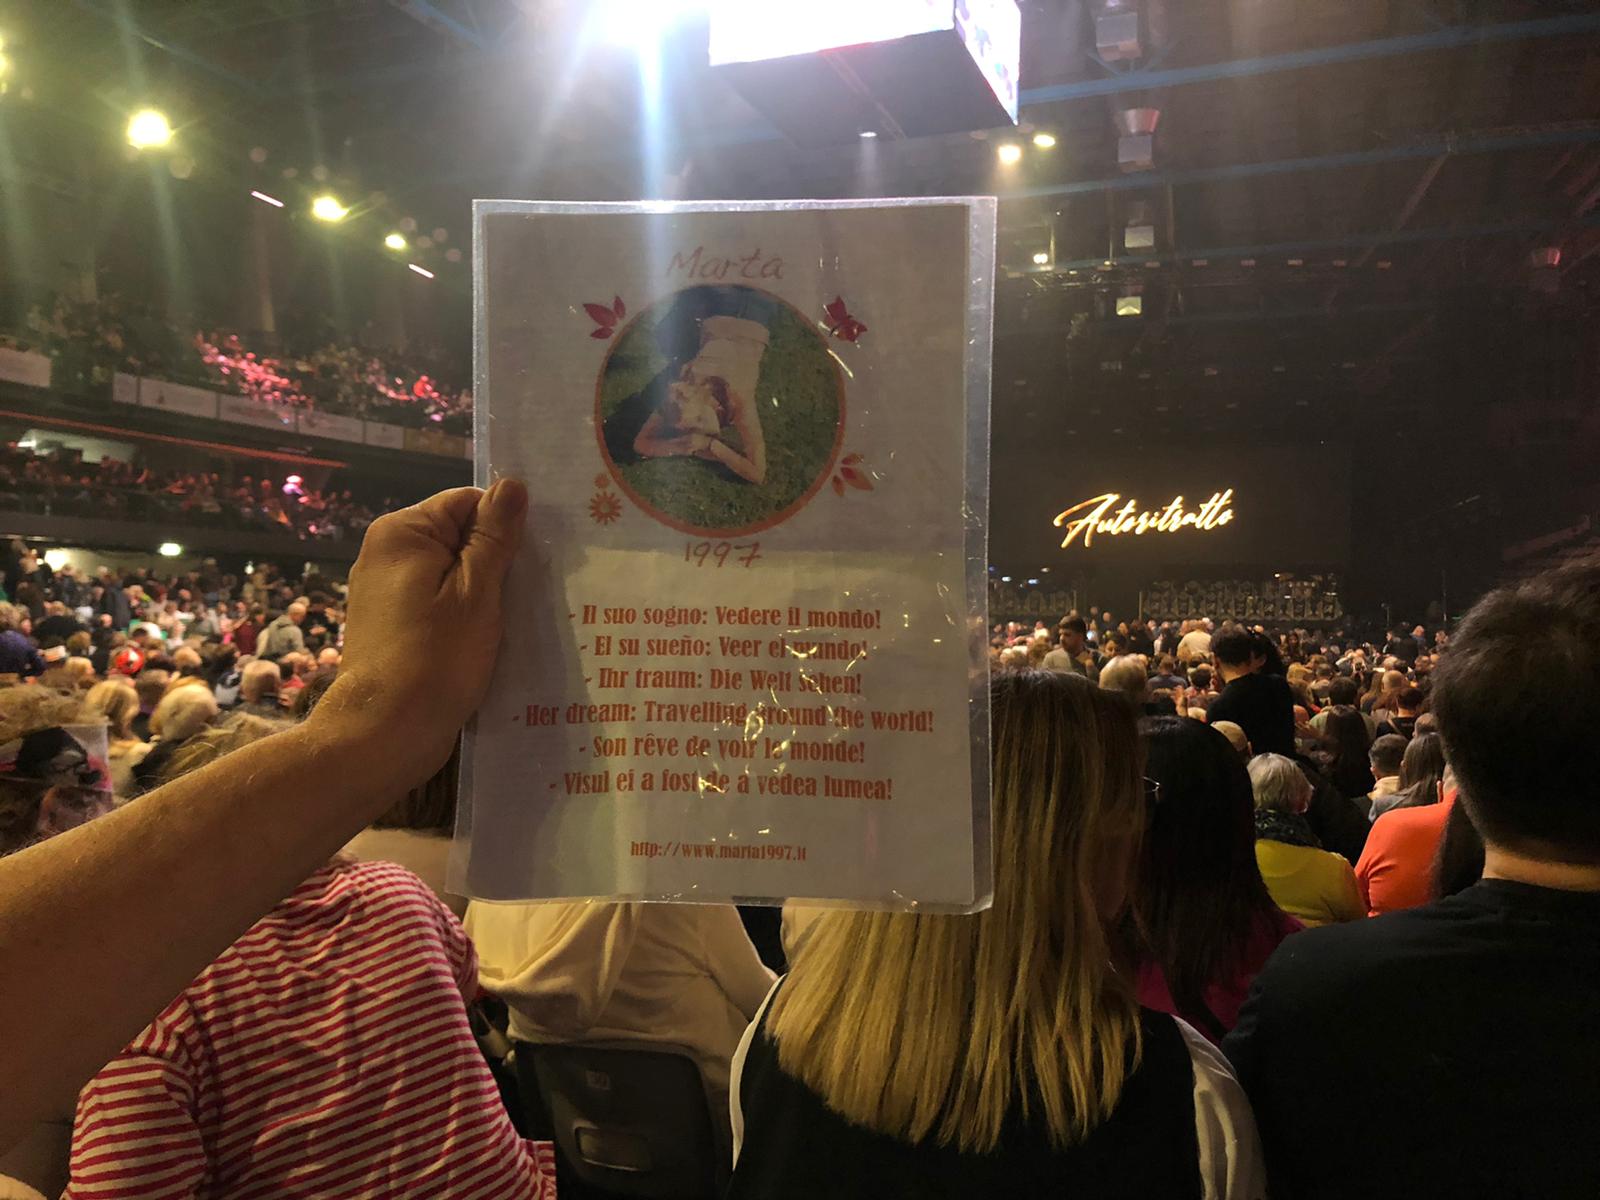 Marta
1997
- Il suo sogno: Vedere il mondo!
- El su sueño: Veer el mundo!
- Ihr traum: Die Welt sehen!
- Her dream: Travelling around the world!
- Son rêve de voir le monde!
- Visul ei a fost de a vedea lumea!
http://www.marta1997.it
Autoritratto